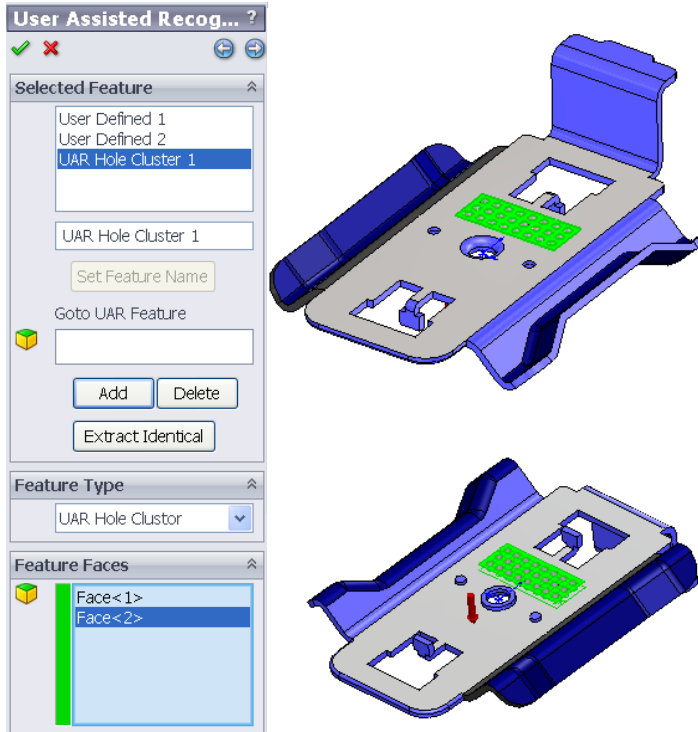 User Assisted Recog... ?
Selected Feature
User Defined 1
User Defined 2
UAR Hole Cluster 1
UAR Hole Cluster 1
Set Feature Name
Goto UAR Feature
Add Delete
Extract Identical
Feature Type
UAR Hole Clustor
Feature Faces
Face<1>
Face<2>